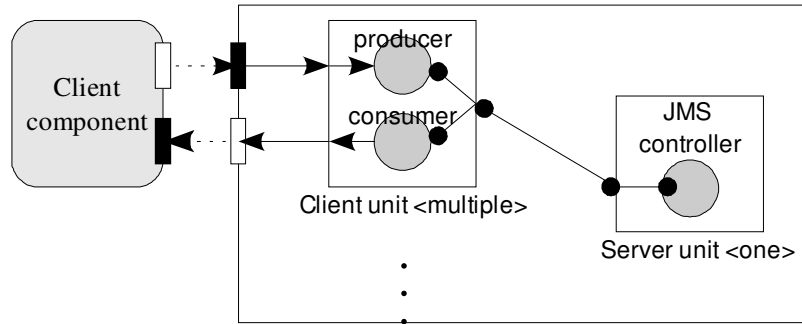 Client
component
producer
consumer
Client unit <multiple>
JMS
controller
Server unit <one>